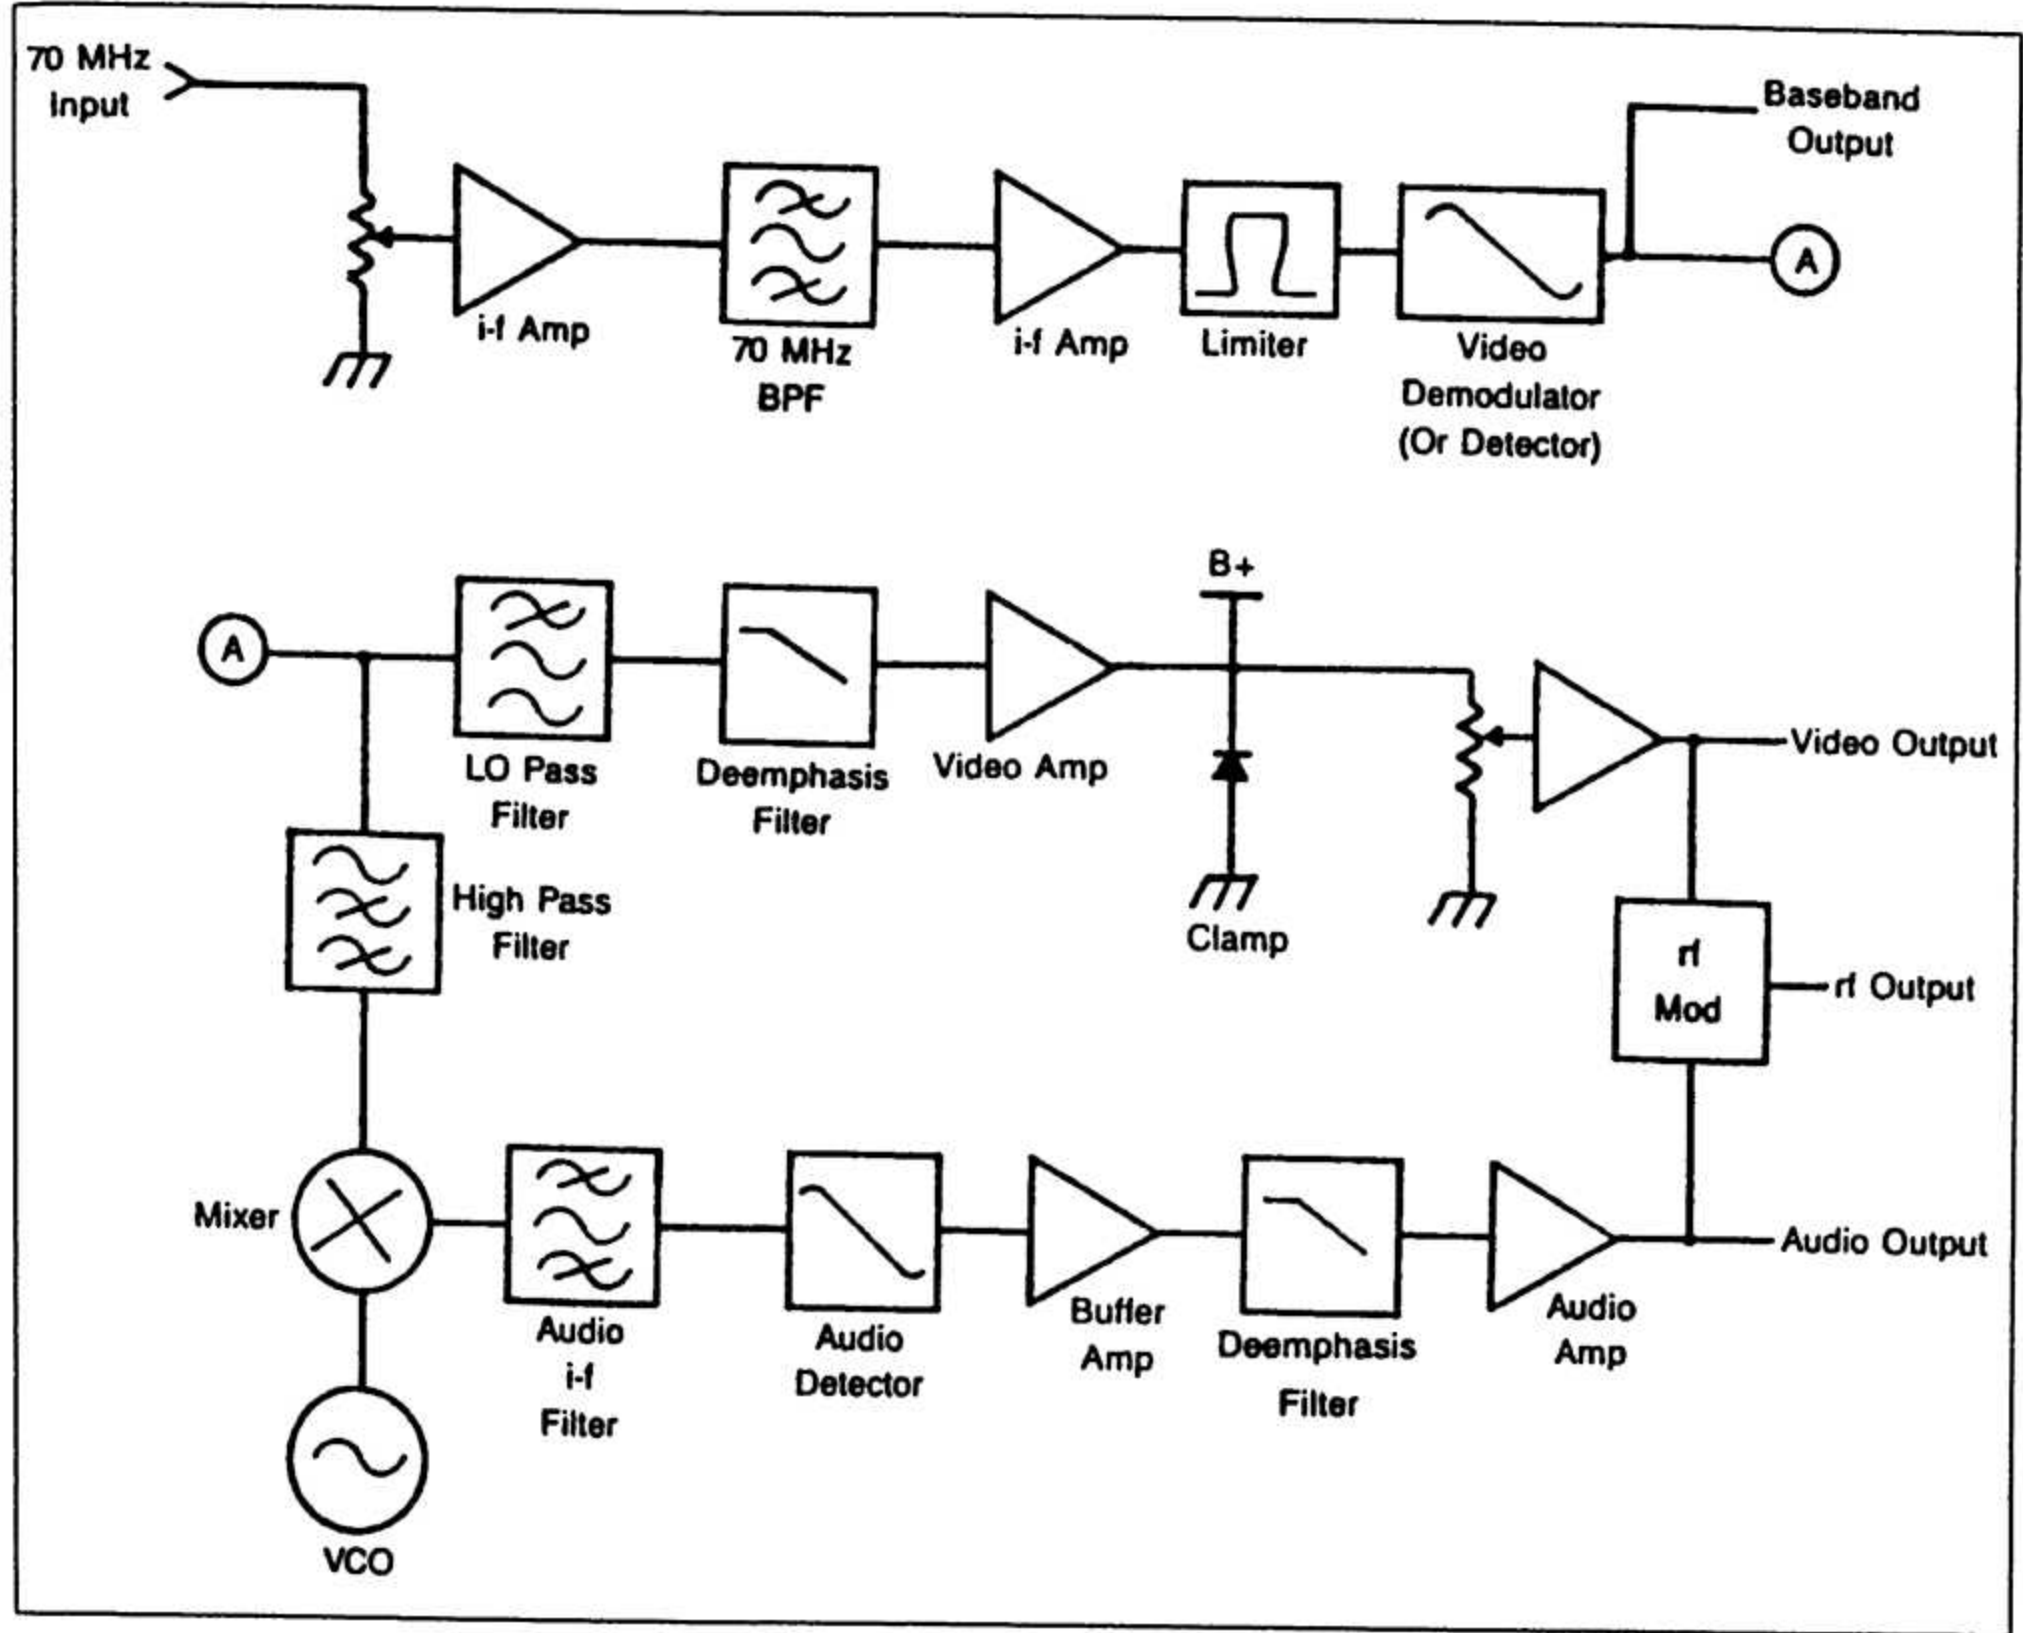 70 MHz
Input
Baseband
Output
A
i-f Amp
70 MHz
BPF
i-f Amp
Limiter
Video
Demodulator
(Or Detector)
B+
A
LO Pass
Filter
Deemphasis
Filter
Video Amp
Video Output
High Pass
Filter
Clamp
rf
Mod
rf Output
Mixer
Audio
i-f
Filter
Audio
Detector
Buffer
Amp
Deemphasis
Filter
Audio
Amp
Audio Output
VCO